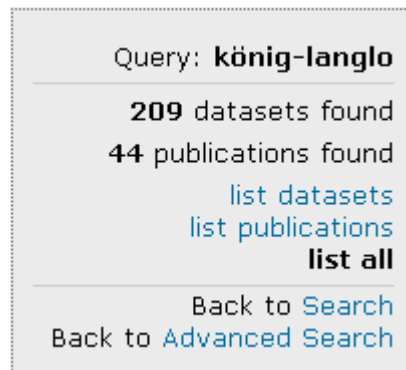 Query: könig-langlo
209 datasets found
44 publications found
list datasets
list publications
list all
Back to Search
Back to Advanced Search